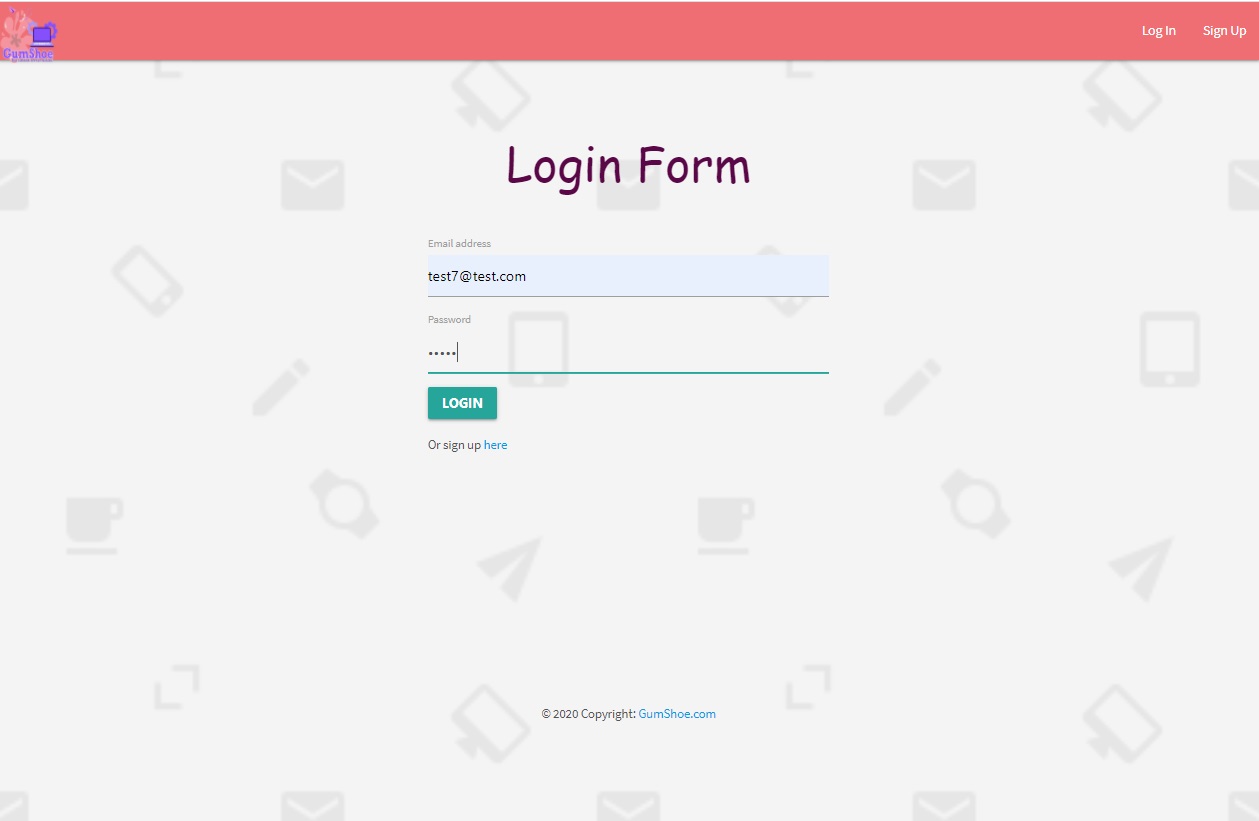 GumShoe
Log In
Sign Up
Login Form
Email address
test7@test.com
Password
•••••
LOGIN
Or sign up here
© 2020 Copyright: GumShoe.com